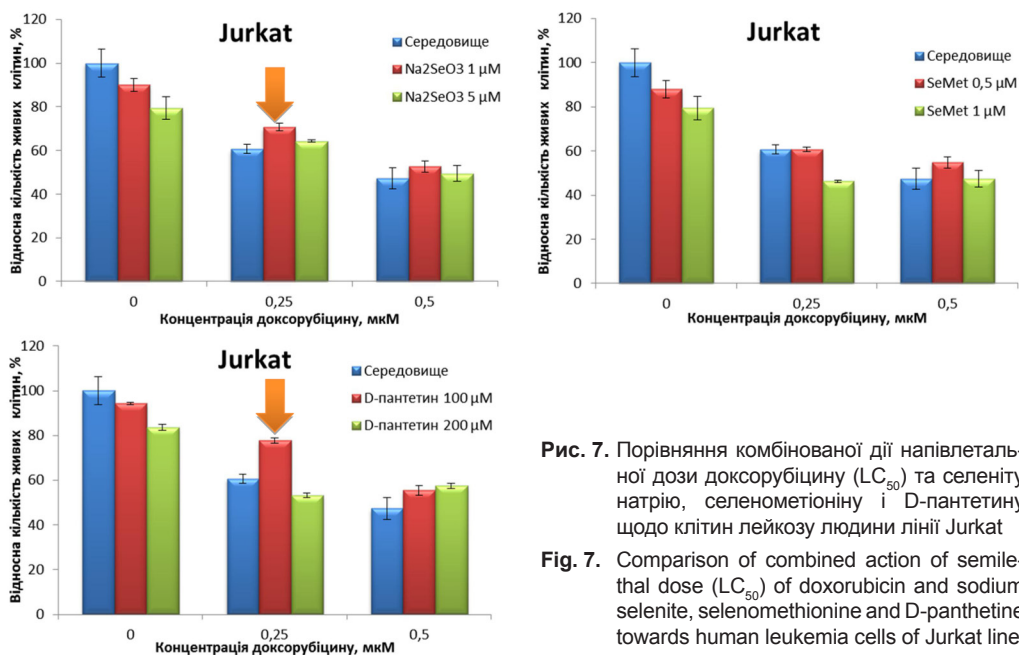 Jurkat
Відносна кількість живих клітин, %
120
100
80
60
40
20
0
Середовище
Na2SeO3 1 µM
Na2SeO3 5 µM
0
0,25
0,5
Концентрація доксорубіцину, мкМ
Jurkat
Відносна кількість живих клітин, %
120
100
80
60
40
20
0
Середовище
SeMet 0,5 µM
SeMet 1 µM
0
0,25
0,5
Концентрація доксорубіцину, мкМ
Jurkat
Відносна кількість живих клітин, %
120
100
80
60
40
20
0
Середовище
D-пантетин 100 µM
D-пантетин 200 µM
0
0,25
0,5
Концентрація доксорубіцину, мкМ
Рис. 7. Порівняння комбінованої дії напівлеталь-
ної дози доксорубіцину (LC50) та селеніту
натрію, селенометіоніну і D-пантетину
щодо клітин лейкозу людини лінії Jurkat
Fig. 7. Comparison of combined action of semile-
thal dose (LC50) of doxorubicin and sodium
selenite, selenomethionine and D-panthetine
towards human leukemia cells of Jurkat line